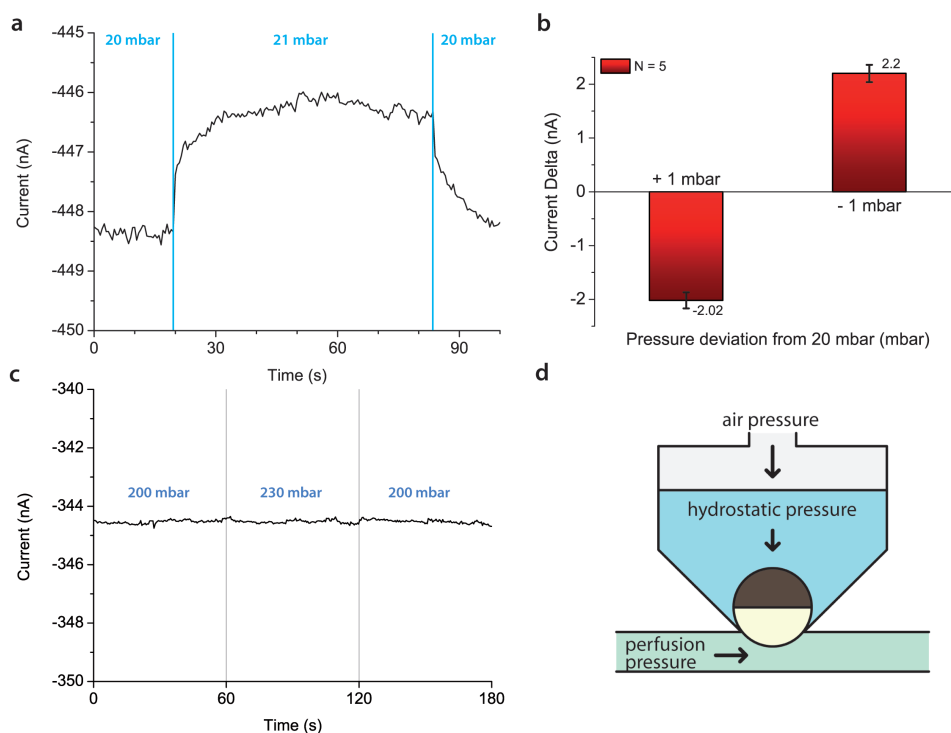 a
20 mbar 21 mbar 20 mbar
-445
-446
-447
-448
-449
-450
Current (nA)
0 30 60 90
Time (s)
b
N = 5
2.2
+ 1 mbar
- 1 mbar
-2.02
2
1
0
-1
-2
Current Delta (nA)
Pressure deviation from 20 mbar (mbar)
c
-340
-342
-344
-346
-348
-350
Current (nA)
200 mbar 230 mbar 200 mbar
0 60 120 180
Time (s)
d
air pressure
hydrostatic pressure
perfusion
pressure